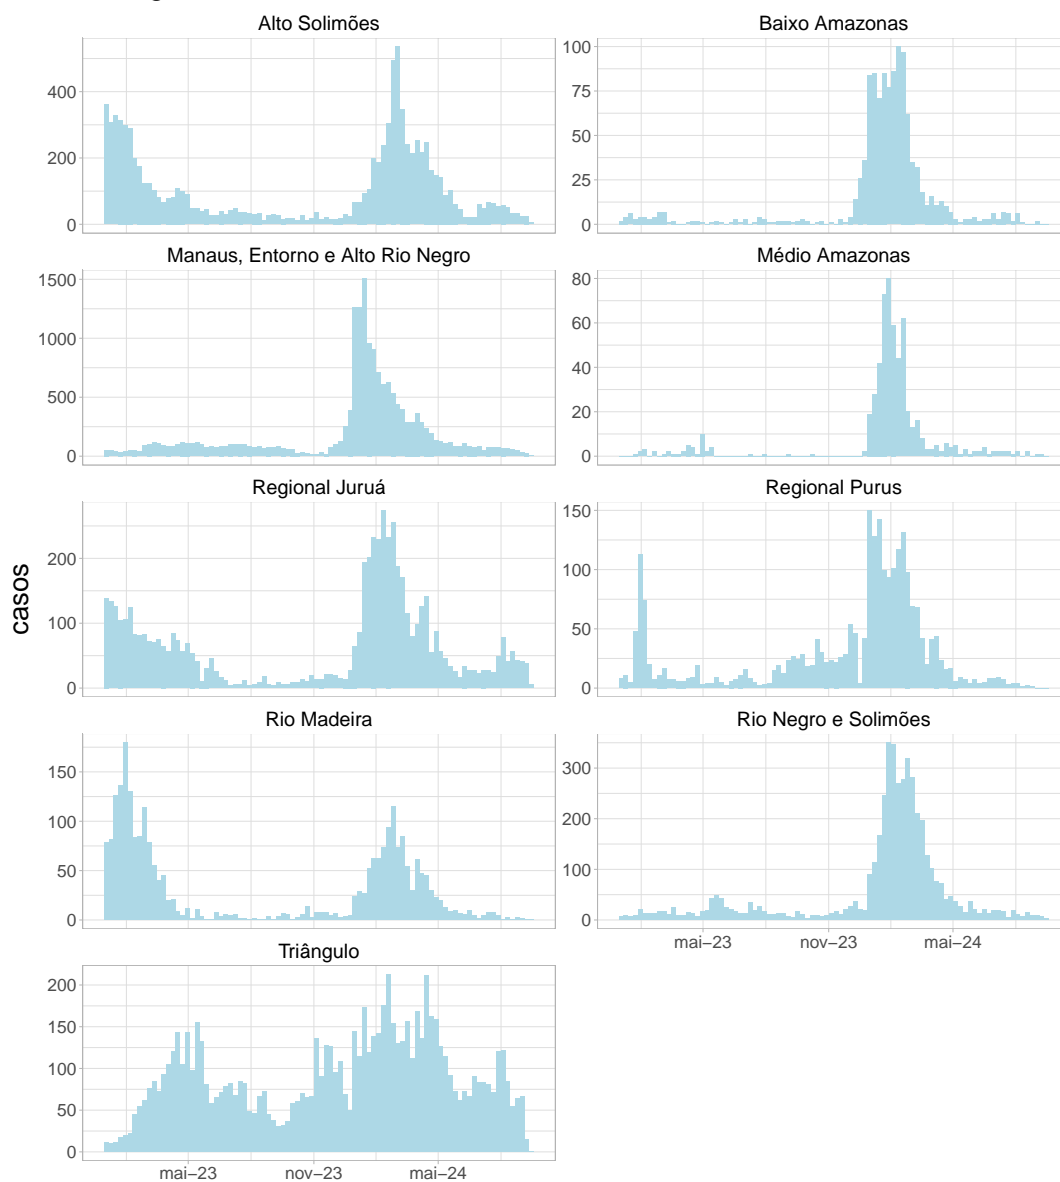 Alto Solimões
Baixo Amazonas
400
200
0
100
75
50
25
0
Manaus, Entorno e Alto Rio Negro
Médio Amazonas
1500
1000
500
0
80
60
40
20
0
Regional Juruá
Regional Purus
200
100
0
150
100
50
0
casos
Rio Madeira
Rio Negro e Solimões
150
100
50
0
300
200
100
0
mai–23
nov–23
mai–24
Triângulo
200
150
100
50
0
mai–23
nov–23
mai–24